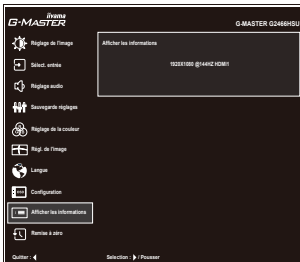 iiyama
G-MASTER
G-MASTER G2466HSU
Réglage de l'image
Afficher les informations
1920X1080 @144HZ HDMI1
Sélect. entrée
Réglage audio
Sauvegarde réglages
Réglage de la couleur
Régl. de l'image
Langue
Configuration
Afficher les informations
Remise à zéro
Quitter :
Sélection : / Pousser